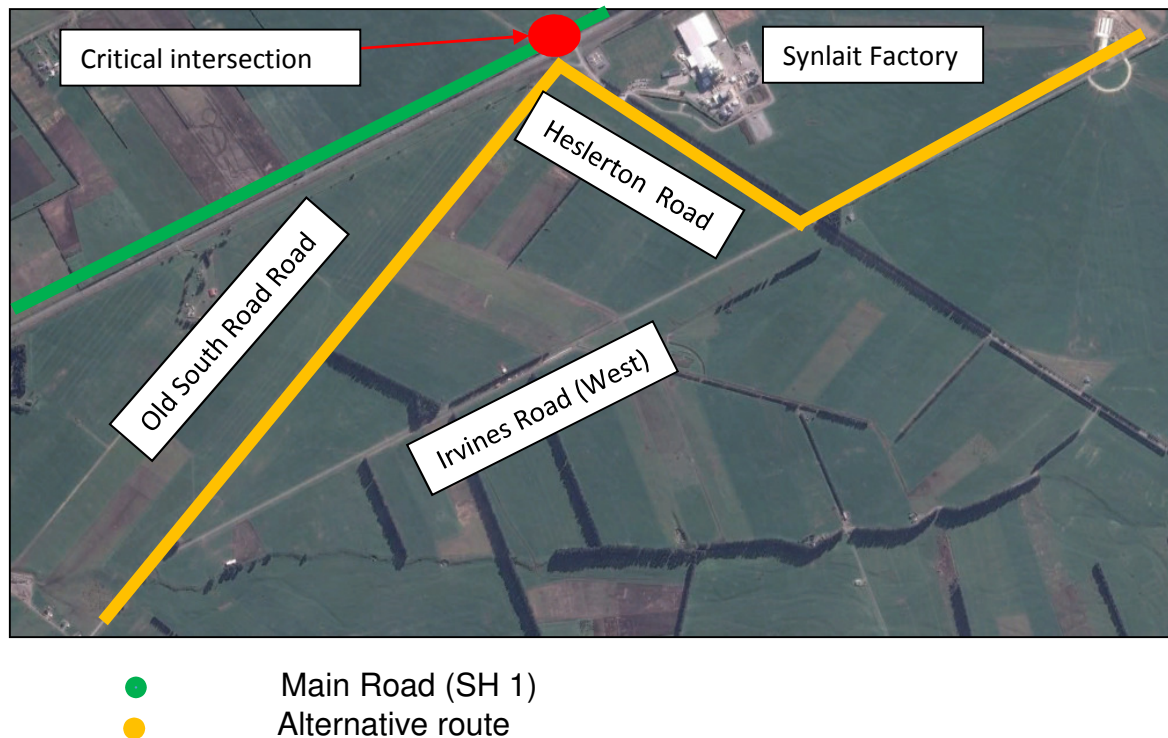 Critical intersection
Synlait Factory
Heslerton Road
Old South Road Road
Irvines Road (West)
Main Road (SH 1)
Alternative route